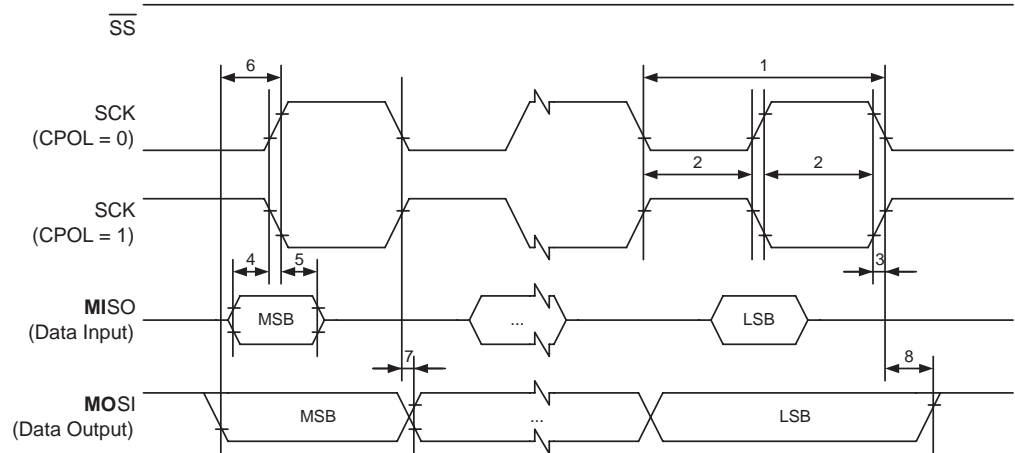 SS
6
1
SCK
(CPOL = 0)
2
2
SCK
(CPOL = 1)
4
5
3
MISO
(Data Input)
MSB
...
LSB
7
8
MOSI
(Data Output)
MSB
...
LSB